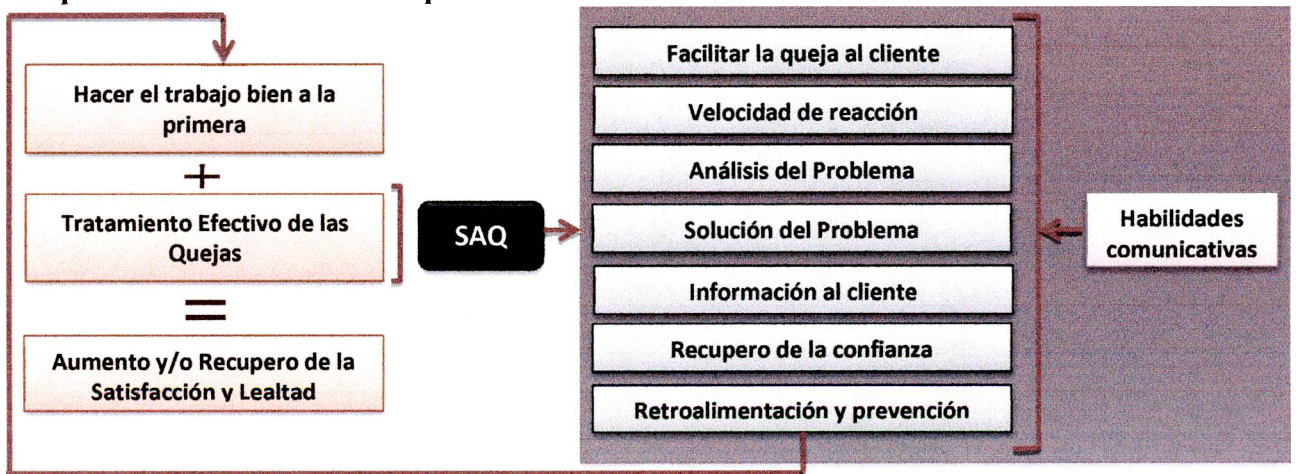 Hacer el trabajo bien a la
primera
+
Tratamiento Efectivo de las
Quejas
=
Aumento y/o Recupero de la
Satisfacción y Lealtad
SAQ
Facilitar la queja al cliente
Velocidad de reacción
Análisis del Problema
Solución del Problema
Información al cliente
Recupero de la confianza
Retroalimentación y prevención
Habilidades
comunicativas